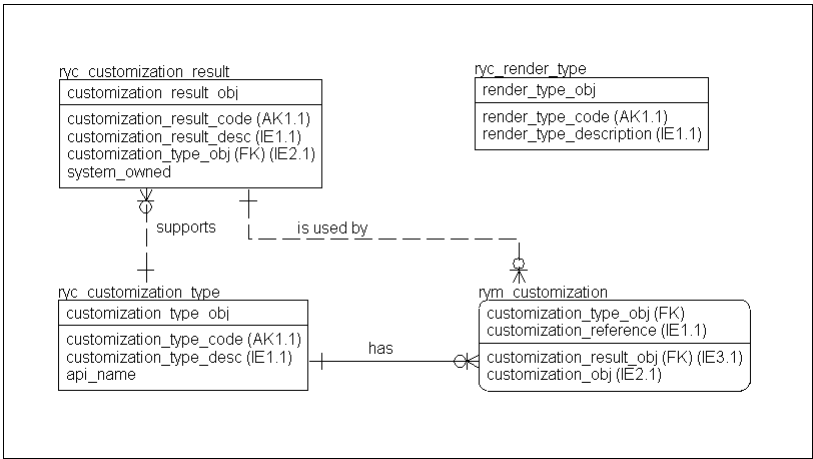 ryc_customization_result
customization_result_obj
customization_result_code (AK1.1)
customization_result_desc (IE1.1)
customization_type_obj (FK) (IE2.1)
system_owned
ryc_render_type
render_type_obj
render_type_code (AK1.1)
render_type_description (IE1.1)
supports
is used by
ryc_customization_type
customization_type_obj
customization_type_code (AK1.1)
customization_type_desc (IE1.1)
api_name
has
rym_customization
customization_type_obj (FK)
customization_reference (IE1.1)
customization_result_obj (FK) (IE3.1)
customization_obj (IE2.1)